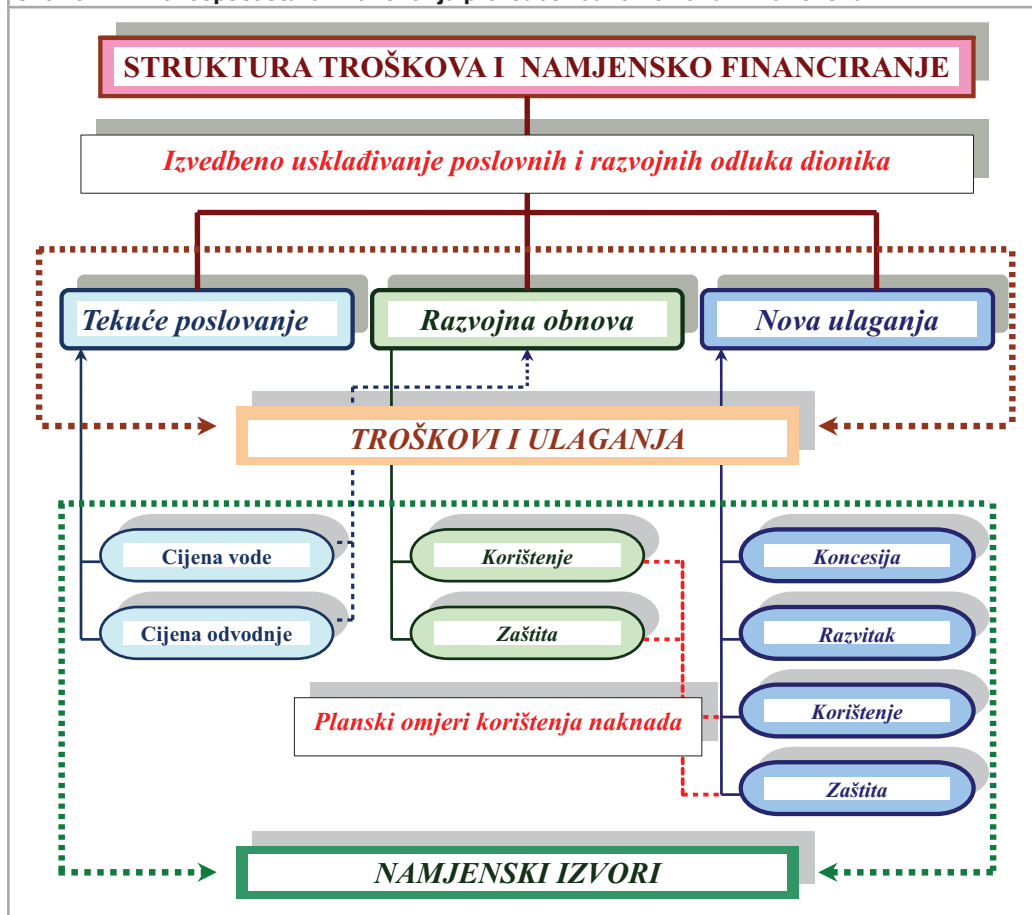 STRUKTURA TROŠKOVA I NAMJENSKO FINANCIRANJE
Izvedbeno usklađivanje poslovnih i razvojnih odluka dionika
Tekuće poslovanje
Razvojna obnova
Nova ulaganja
TROŠKOVI I ULAGANJA
Cijena vode
Korištenje
Koncesija
Cijena odvodnje
Zaštita
Razvitak
Planski omjeri korištenja naknada
Korištenje
Zaštita
NAMJENSKI IZVORI